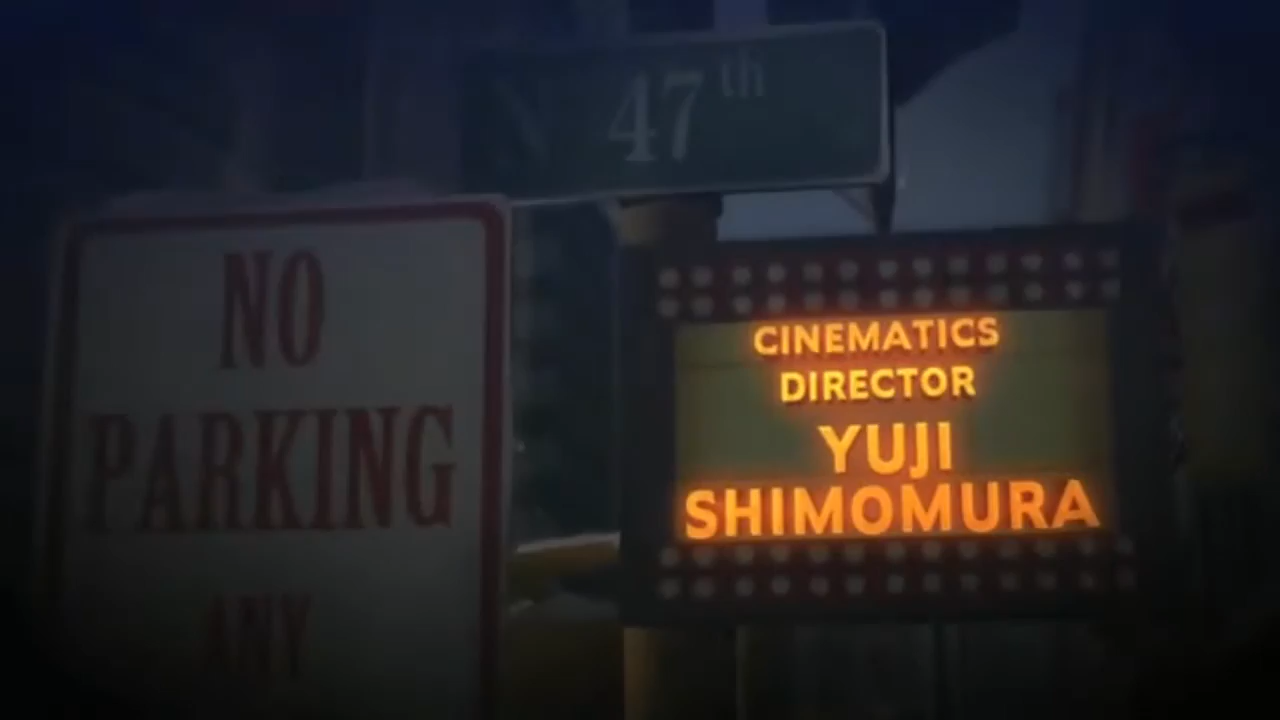 N 47th
NO
PARKING
ANY
CINEMATICS
DIRECTOR
YUJI
SHIMOMURA